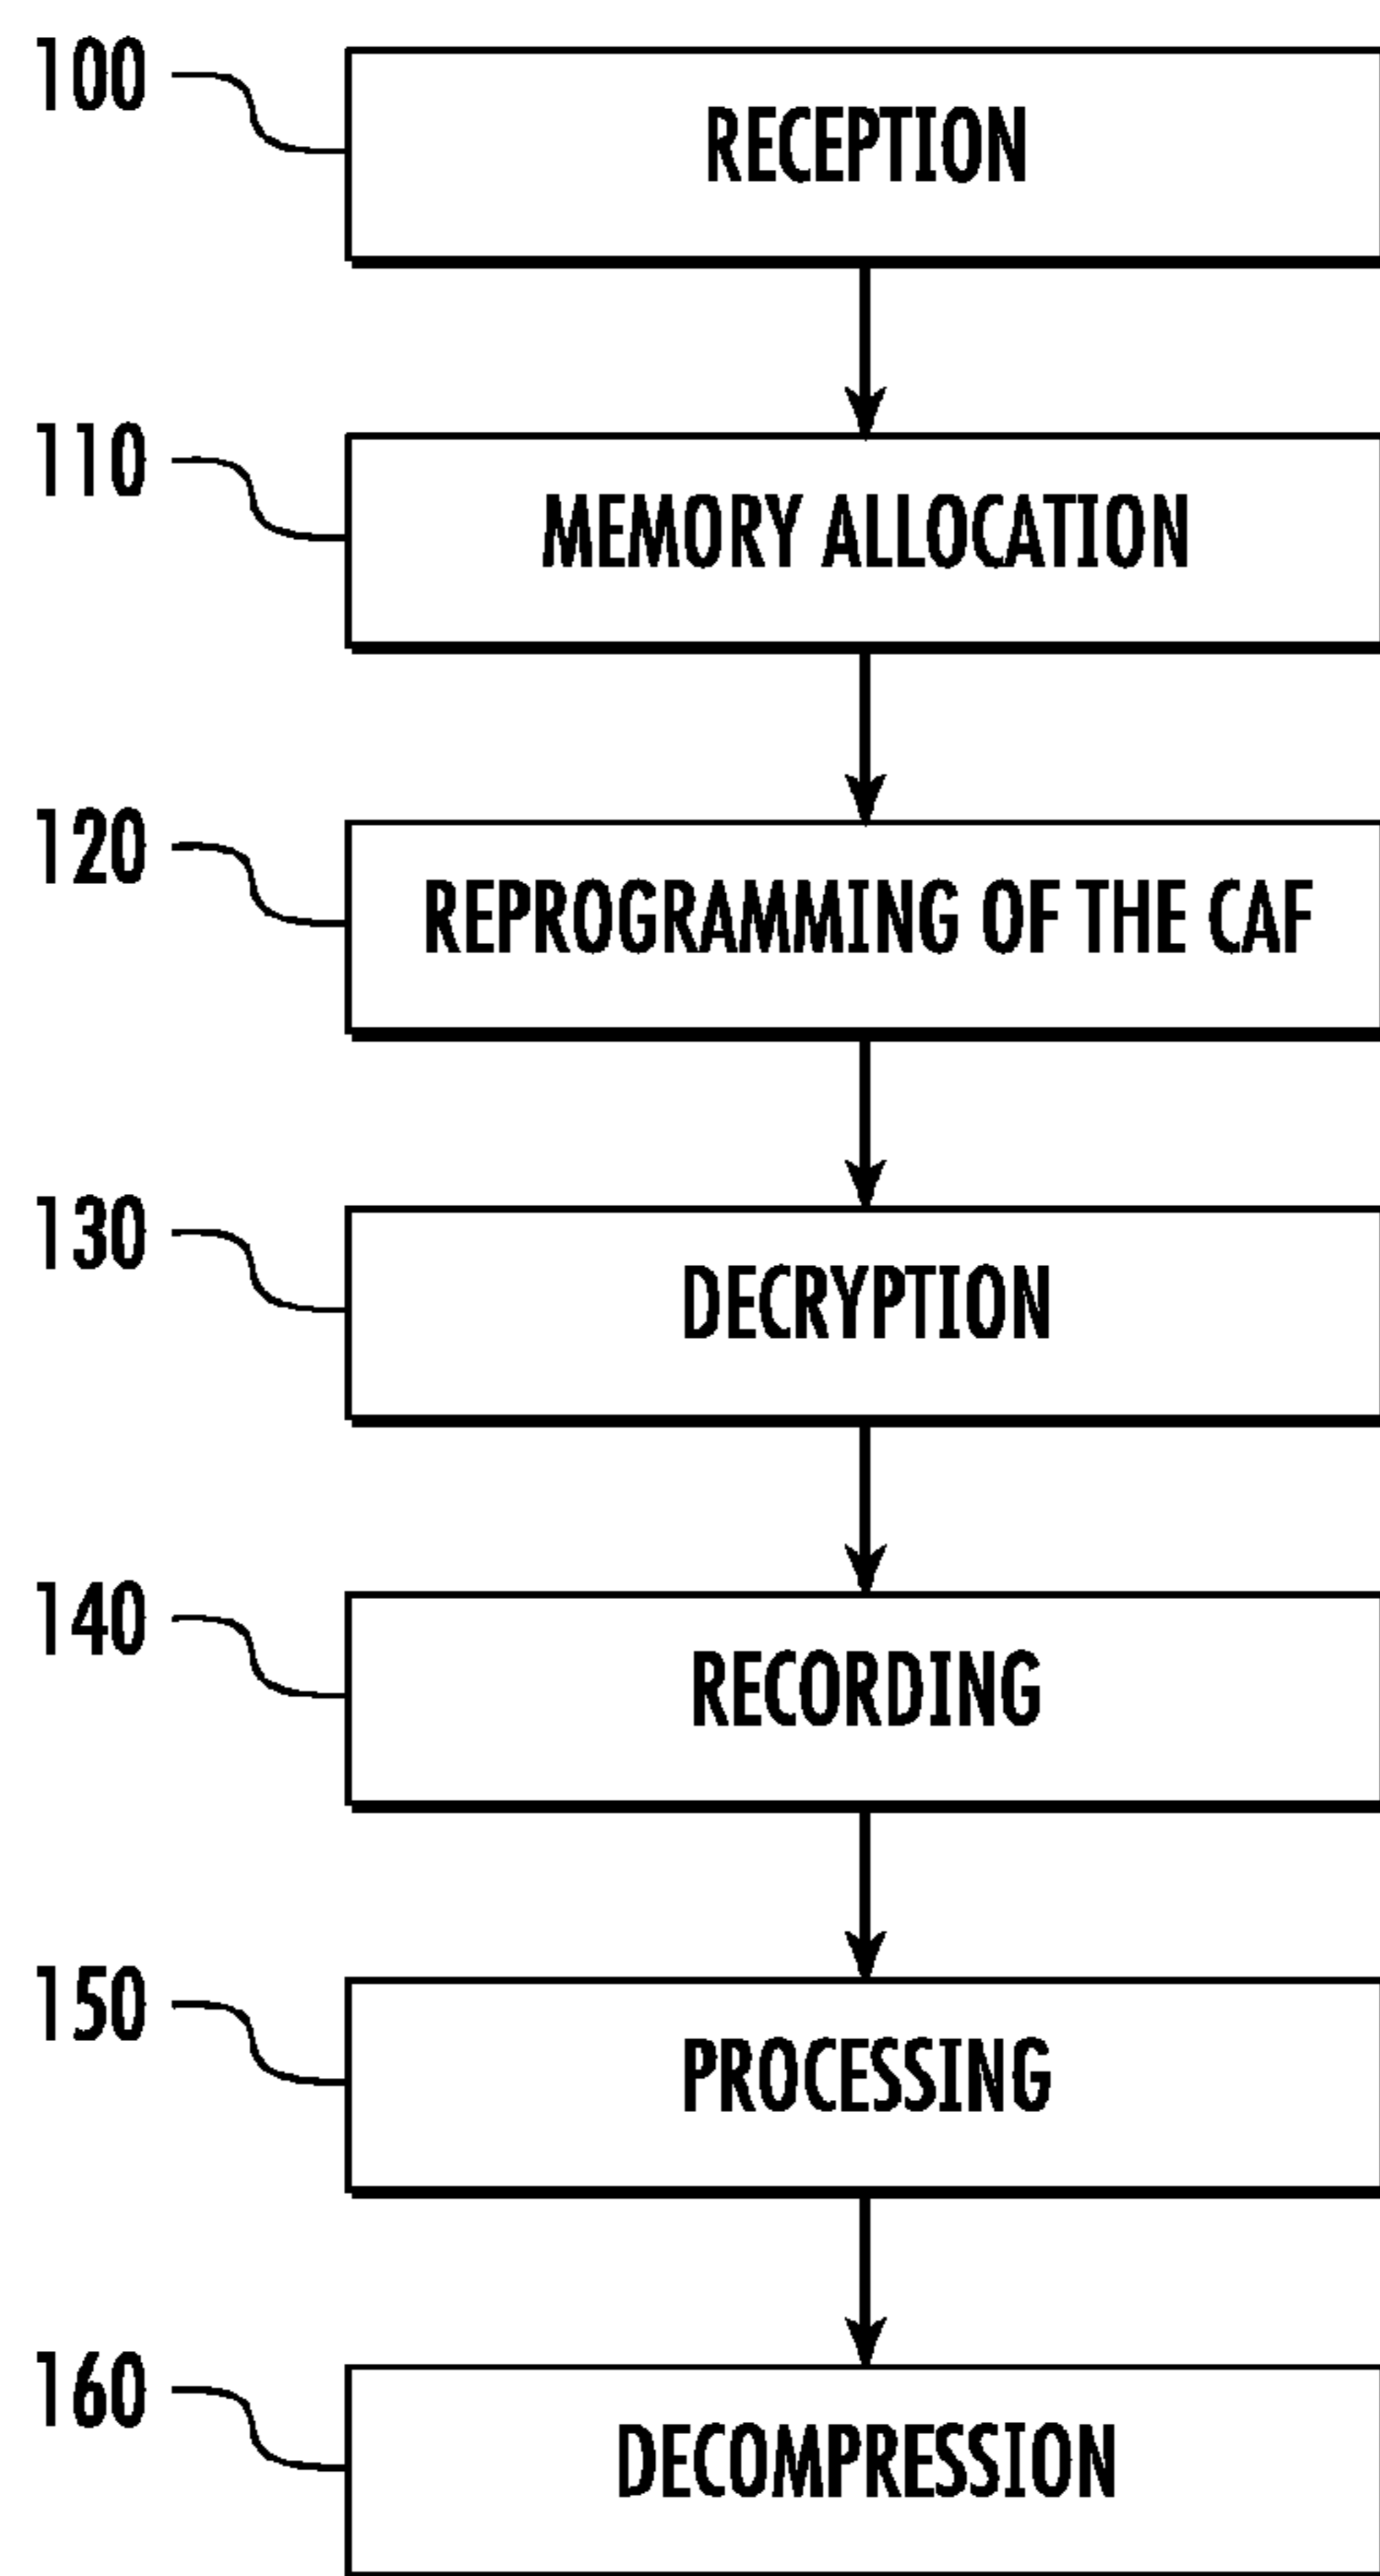 100
RECEPTION
110
MEMORY ALLOCATION
120
REPROGRAMMING OF THE CAF
130
DECRYPTION
140
RECORDING
150
PROCESSING
160
DECOMPRESSION